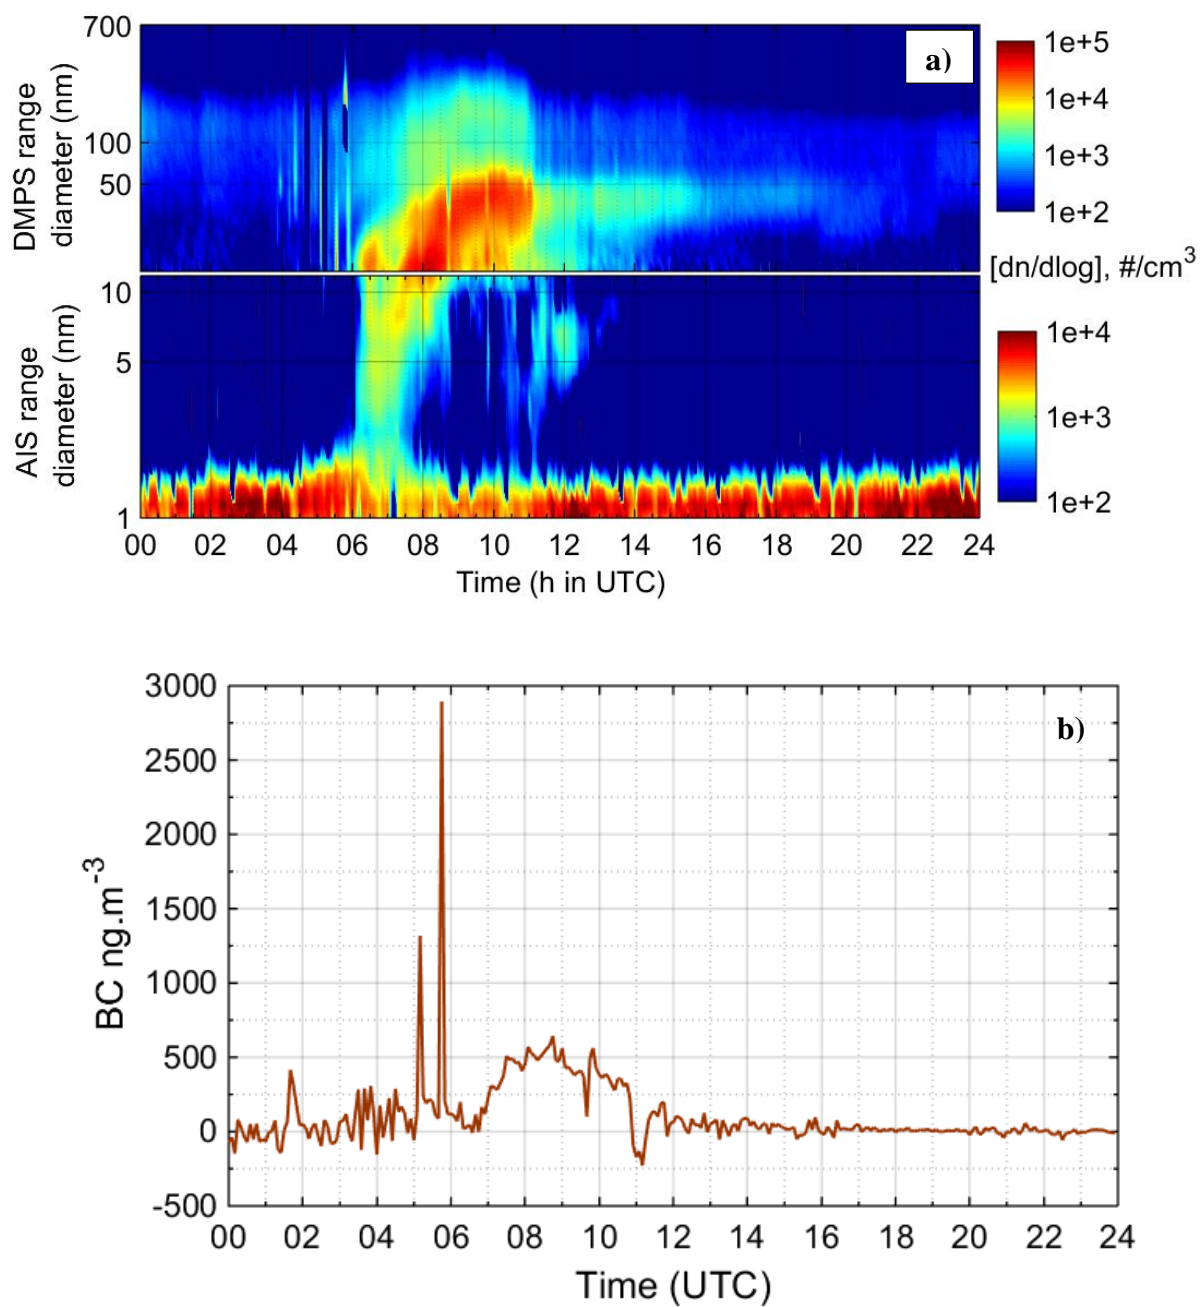 700
100
50
DMPS range
diameter (nm)
a)
1e+5
1e+4
1e+3
1e+2
[dn/dlog], #/cm³
10
5
1
AIS range
diameter (nm)
1e+4
1e+3
1e+2
00 02 04 06 08 10 12 14 16 18 20 22 24
Time (h in UTC)
3000
2500
2000
1500
1000
500
0
-500
BC ng.m⁻³
b)
00 02 04 06 08 10 12 14 16 18 20 22 24
Time (UTC)